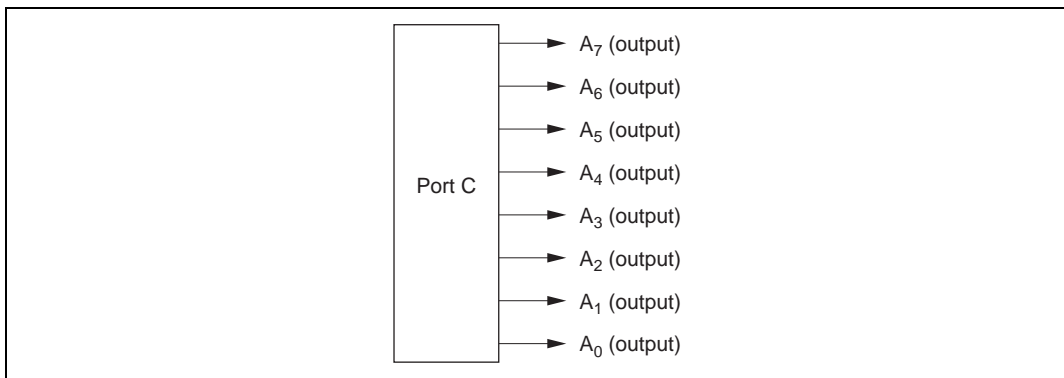 A7 (output)
A6 (output)
A5 (output)
A4 (output)
Port C
A3 (output)
A2 (output)
A1 (output)
A0 (output)